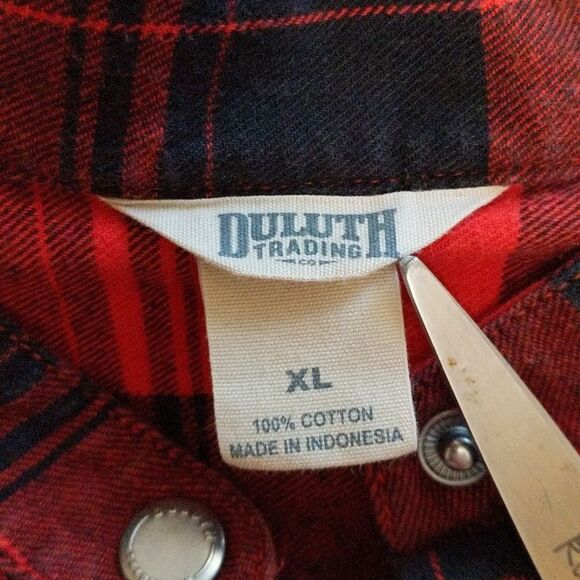 DULUTH
TRADING
CO
XL
100% COTTON
MADE IN INDONESIA